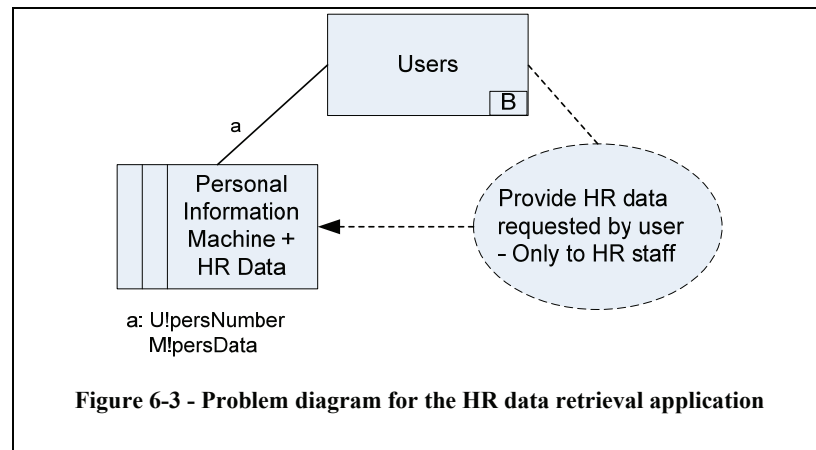 Users
B
a
Personal
Information
Machine +
HR Data
Provide HR data
requested by user
- Only to HR staff
a: U!persNumber
M!persData
Figure 6-3 - Problem diagram for the HR data retrieval application